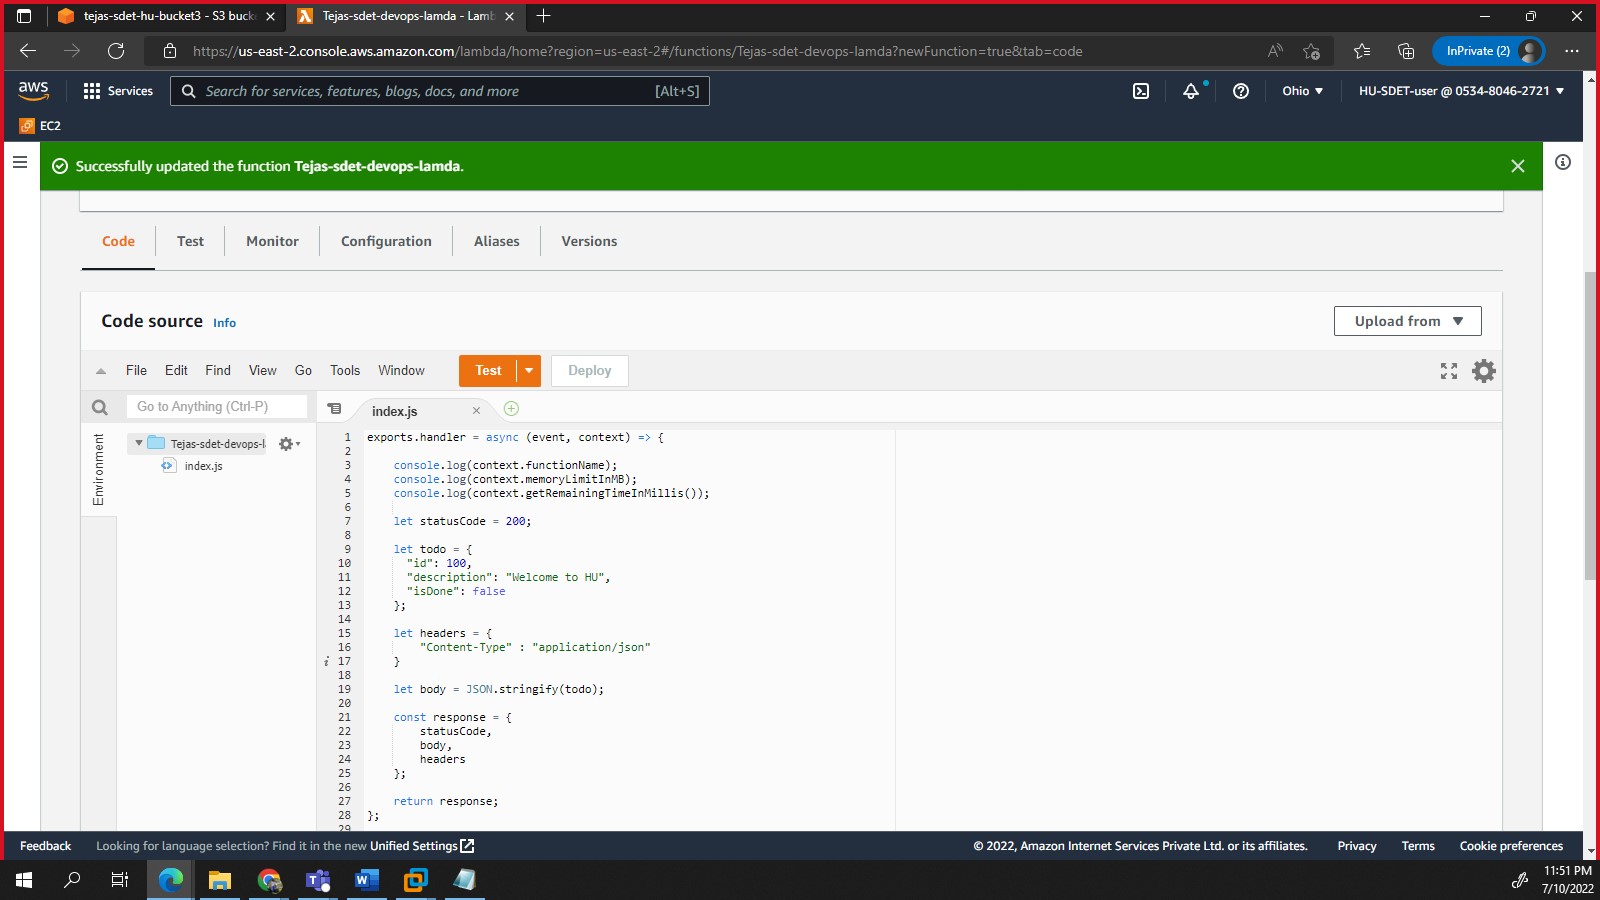 tejas-sdet-hu-bucket3 - S3 buck
Tejas-sdet-devops-lamda - Lamb
https://us-east-2.console.aws.amazon.com/lambda/home?region=us-east-2#/functions/Tejas-sdet-devops-lamda?newFunction=true&tab=code
InPrivate (2)
aws
Services
Search for services, features, blogs, docs, and more
[Alt+S]
Ohio
HU-SDET-user @ 0534-8046-2721
EC2
Successfully updated the function Tejas-sdet-devops-lamda.
Code
Test
Monitor
Configuration
Aliases
Versions
Code source Info
Upload from
File Edit Find View Go Tools Window
Test
Deploy
Go to Anything (Ctrl-P)
index.js
Environment
Tejas-sdet-devops-l
index.js
1 exports.handler = async (event, context) => {
2
3 console.log(context.functionName);
4 console.log(context.memoryLimitInMB);
5 console.log(context.getRemainingTimeInMillis());
6
7 let statusCode = 200;
8
9 let todo = {
10 "id": 100,
11 "description": "Welcome to HU",
12 "isDone": false
13 };
14
15 let headers = {
16 "Content-Type" : "application/json"
i 17 }
18
19 let body = JSON.stringify(todo);
20
21 const response = {
22 statusCode,
23 body,
24 headers
25 };
26
27 return response;
28 };
29
Feedback
Looking for language selection? Find it in the new Unified Settings
© 2022, Amazon Internet Services Private Ltd. or its affiliates.
Privacy
Terms
Cookie preferences
11:51 PM
7/10/2022